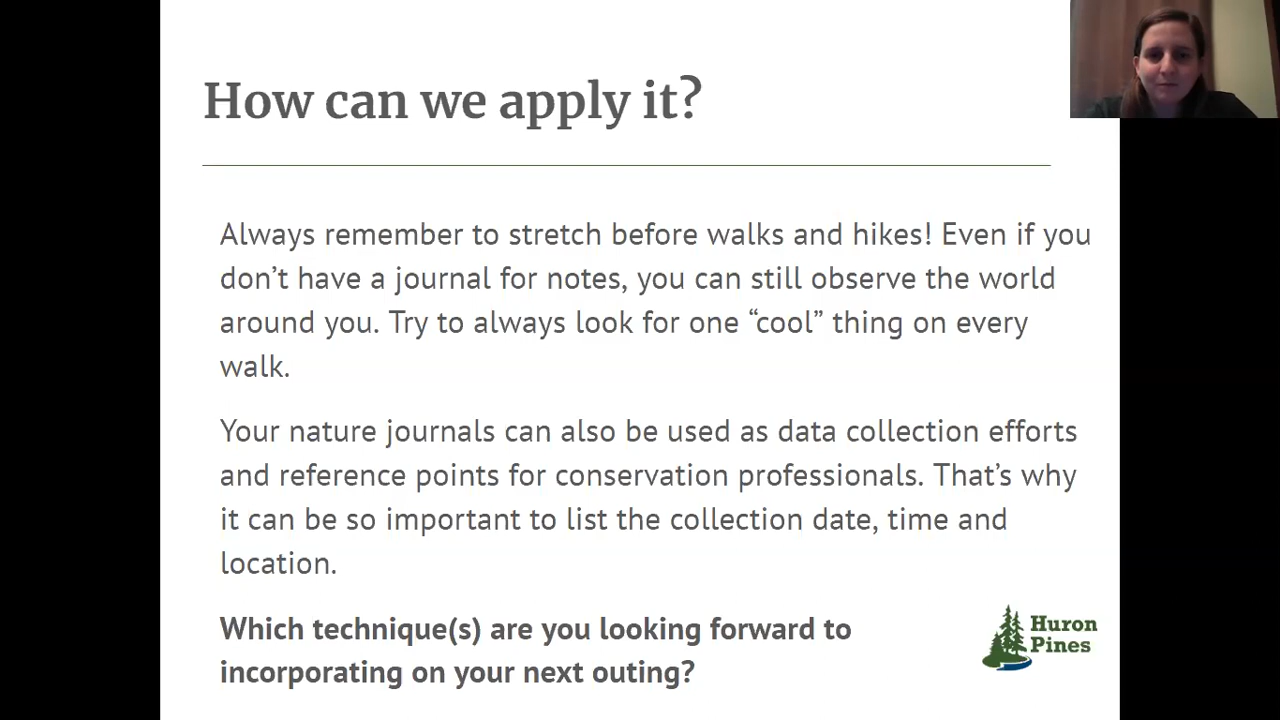 How can we apply it?
Always remember to stretch before walks and hikes! Even if you
don’t have a journal for notes, you can still observe the world
around you. Try to always look for one “cool” thing on every
walk.
Your nature journals can also be used as data collection efforts
and reference points for conservation professionals. That’s why
it can be so important to list the collection date, time and
location.
Which technique(s) are you looking forward to
incorporating on your next outing?
Huron
Pines